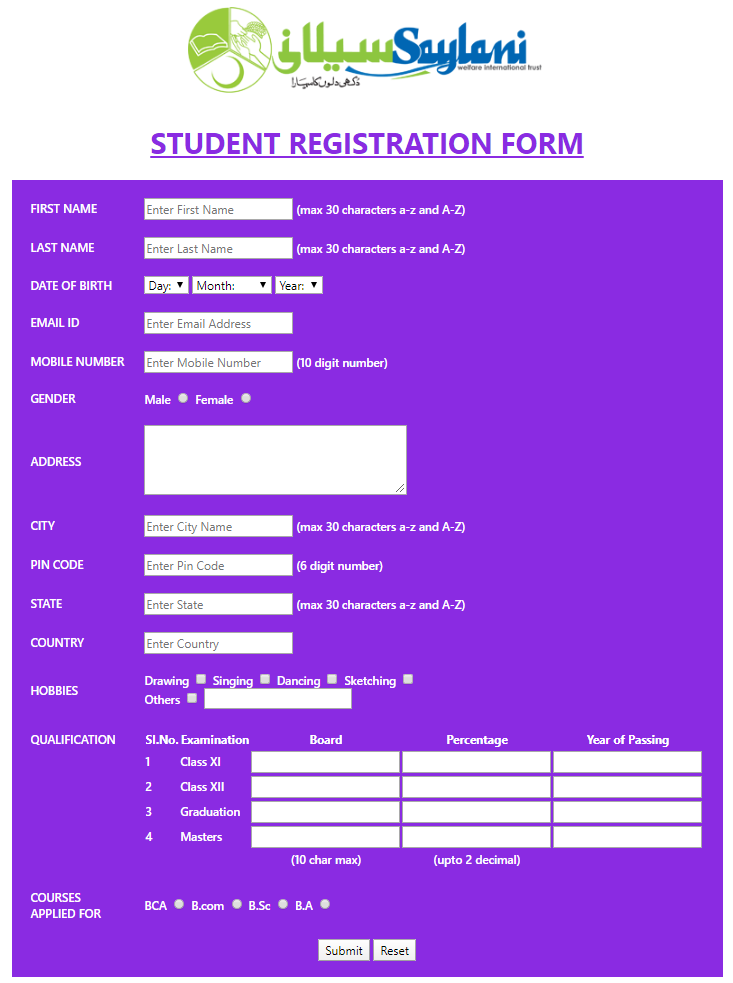 سیلانی Saylani
welfare international trust
دکھی دلوں کا سہارا
STUDENT REGISTRATION FORM
FIRST NAME Enter First Name (max 30 characters a-z and A-Z)
LAST NAME Enter Last Name (max 30 characters a-z and A-Z)
DATE OF BIRTH Day: Month: Year:
EMAIL ID Enter Email Address
MOBILE NUMBER Enter Mobile Number (10 digit number)
GENDER Male Female
ADDRESS
CITY Enter City Name (max 30 characters a-z and A-Z)
PIN CODE Enter Pin Code (6 digit number)
STATE Enter State (max 30 characters a-z and A-Z)
COUNTRY Enter Country
HOBBIES Drawing Singing Dancing Sketching
Others
QUALIFICATION Sl.No. Examination Board Percentage Year of Passing
1 Class XI
2 Class XII
3 Graduation
4 Masters
(10 char max) (upto 2 decimal)
COURSES
APPLIED FOR BCA B.com B.Sc B.A
Submit Reset